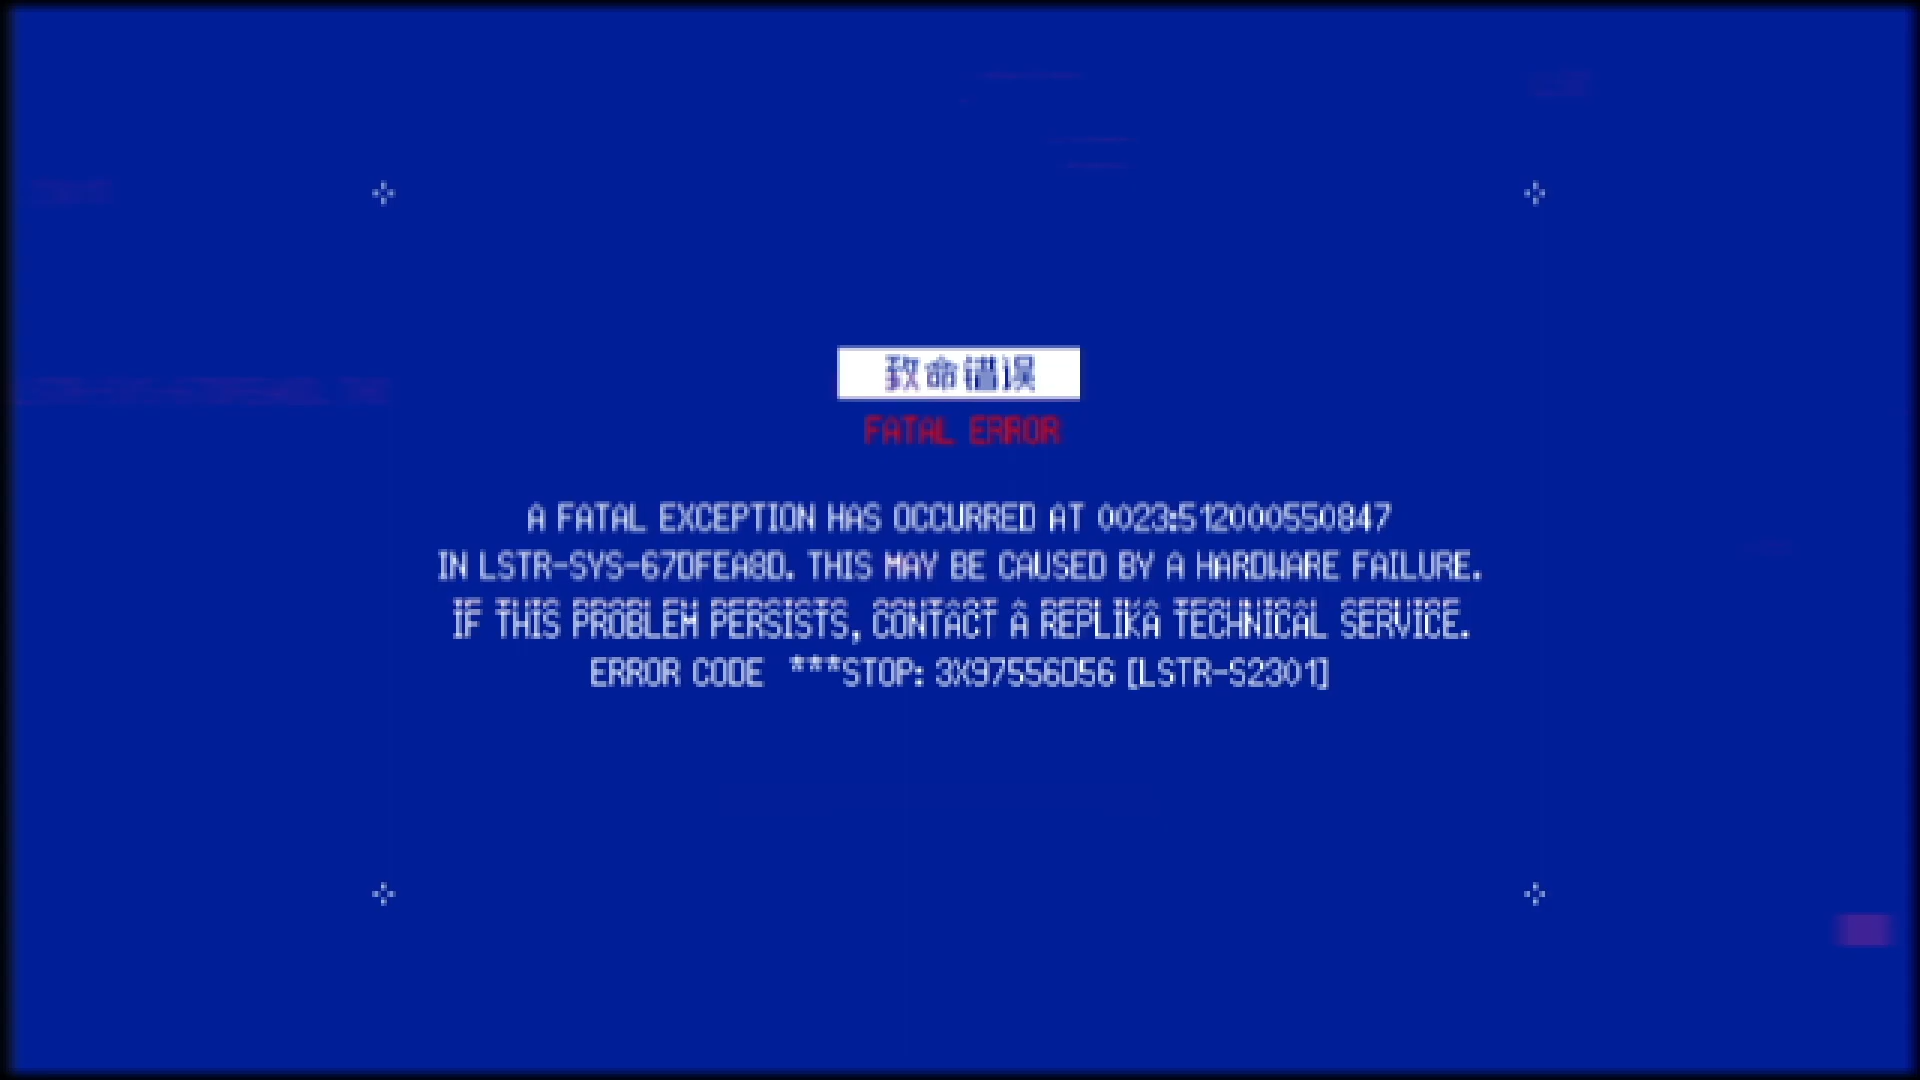 致命错误
FATAL ERROR
A FATAL EXCEPTION HAS OCCURRED AT 0023:512000550847
IN LSTR-SYS-67DFEA8D. THIS MAY BE CAUSED BY A HARDWARE FAILURE.
IF THIS PROBLEM PERSISTS, CONTACT A REPLIKA TECHNICAL SERVICE.
ERROR CODE ***STOP: 3X97556D56 [LSTR-S2301]